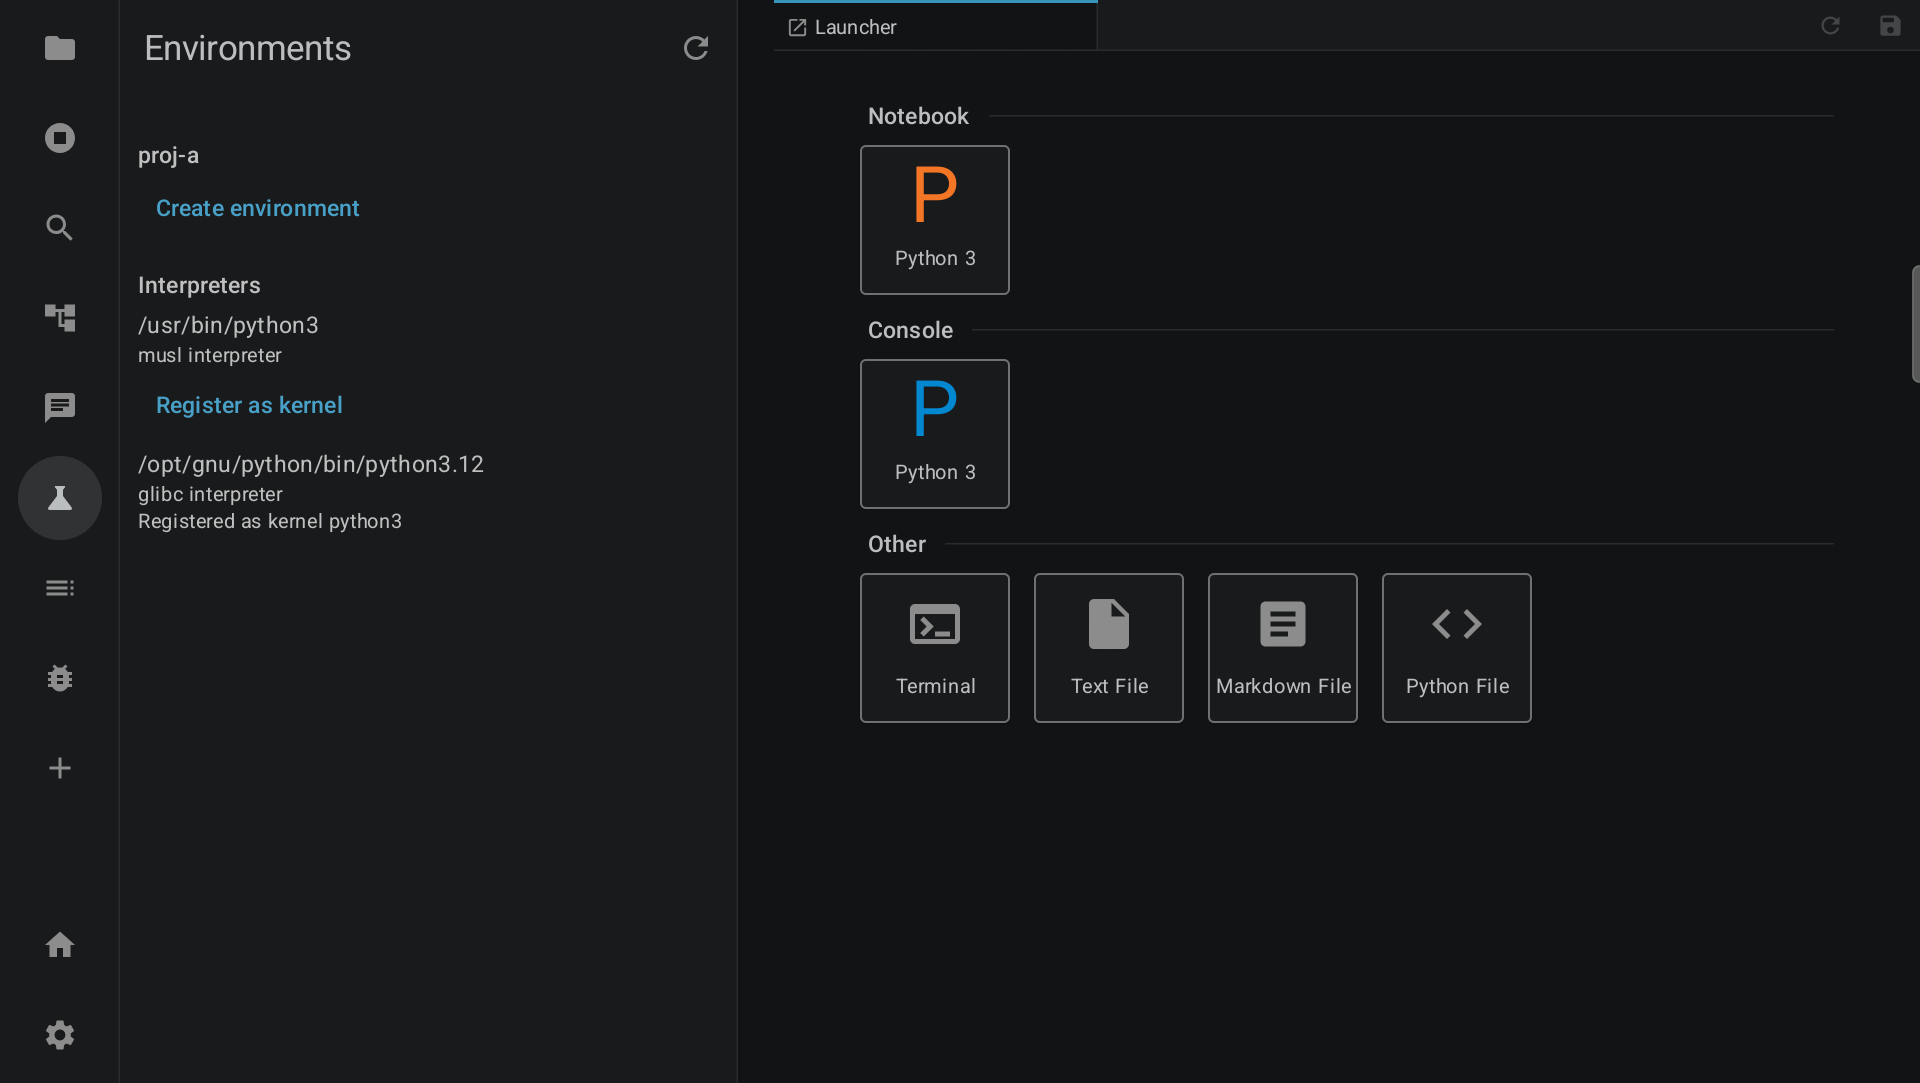 Environments
proj-a
Create environment
Interpreters
/usr/bin/python3
musl interpreter
Register as kernel
/opt/gnu/python/bin/python3.12
glibc interpreter
Registered as kernel python3
Launcher
Notebook
P
Python 3
Console
P
Python 3
Other
Terminal
Text File
Markdown File
Python File